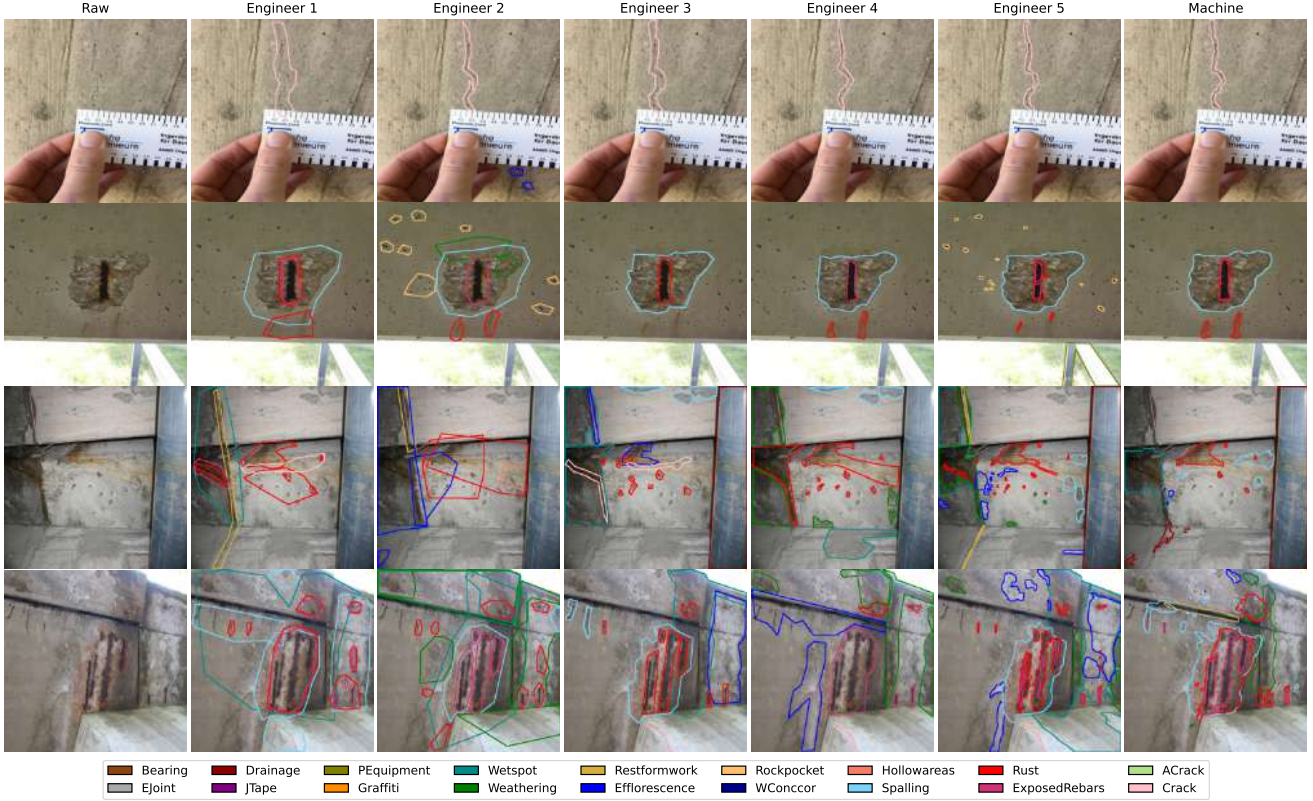 Raw Engineer 1 Engineer 2 Engineer 3 Engineer 4 Engineer 5 Machine
Bearing Drainage PEquipment Wetspot Restformwork Rockpocket Hollowareas Rust ACrack
EJoint JTape Graffiti Weathering Efflorescence WConccor Spalling ExposedRebars Crack